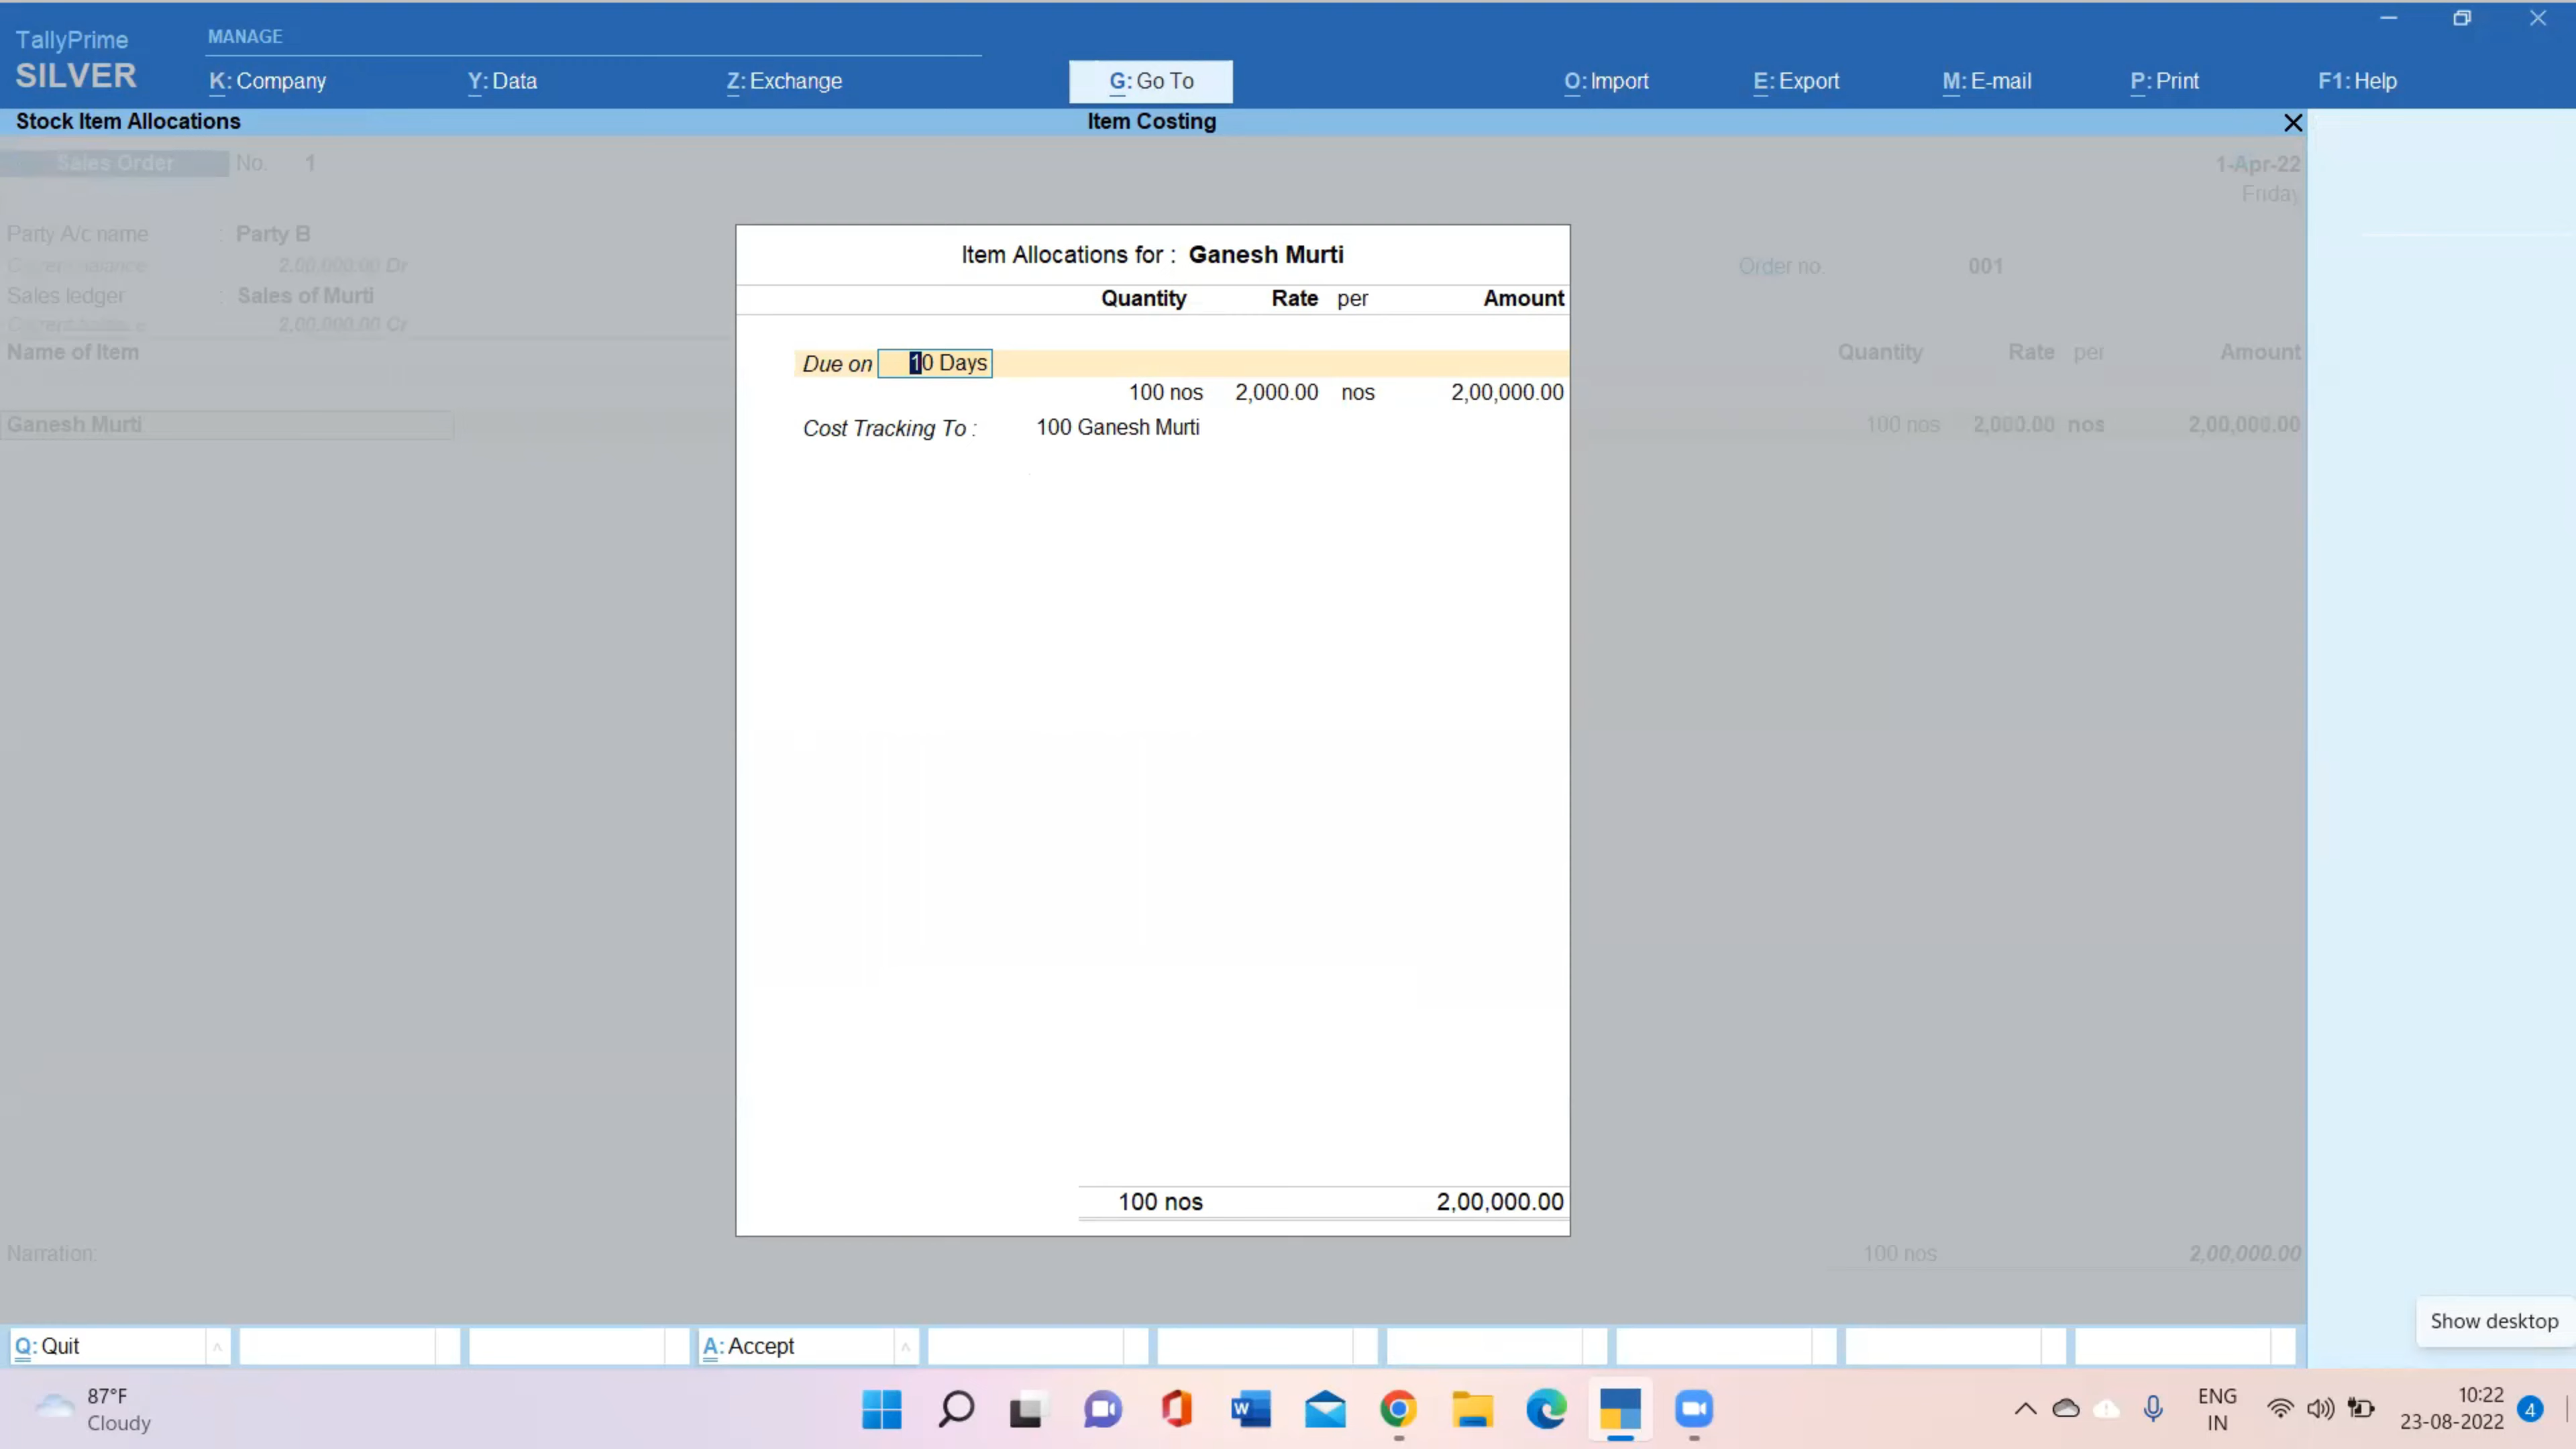 TallyPrime
SILVER
MANAGE
K: Company
Y: Data
Z: Exchange
G: Go To
O: Import
E: Export
M: E-mail
P: Print
F1: Help
Stock Item Allocations
Item Costing
Sales Order No. 1
1-Apr-22
Friday
Party A/c name : Party B
Current balance 2,00,000.00 Dr
Order no 001
Sales ledger : Sales of Murti
Current balance 2,00,000.00 Cr
Name of Item
Quantity Rate per Amount
Ganesh Murti
100 nos 2,000.00 nos 2,00,000.00
Item Allocations for : Ganesh Murti
Quantity Rate per Amount
Due on 10 Days
100 nos 2,000.00 nos 2,00,000.00
Cost Tracking To : 100 Ganesh Murti
100 nos 2,00,000.00
Narration:
100 nos 2,00,000.00
Show desktop
Q: Quit
A: Accept
87°F
Cloudy
ENG
IN
10:22
23-08-2022
4